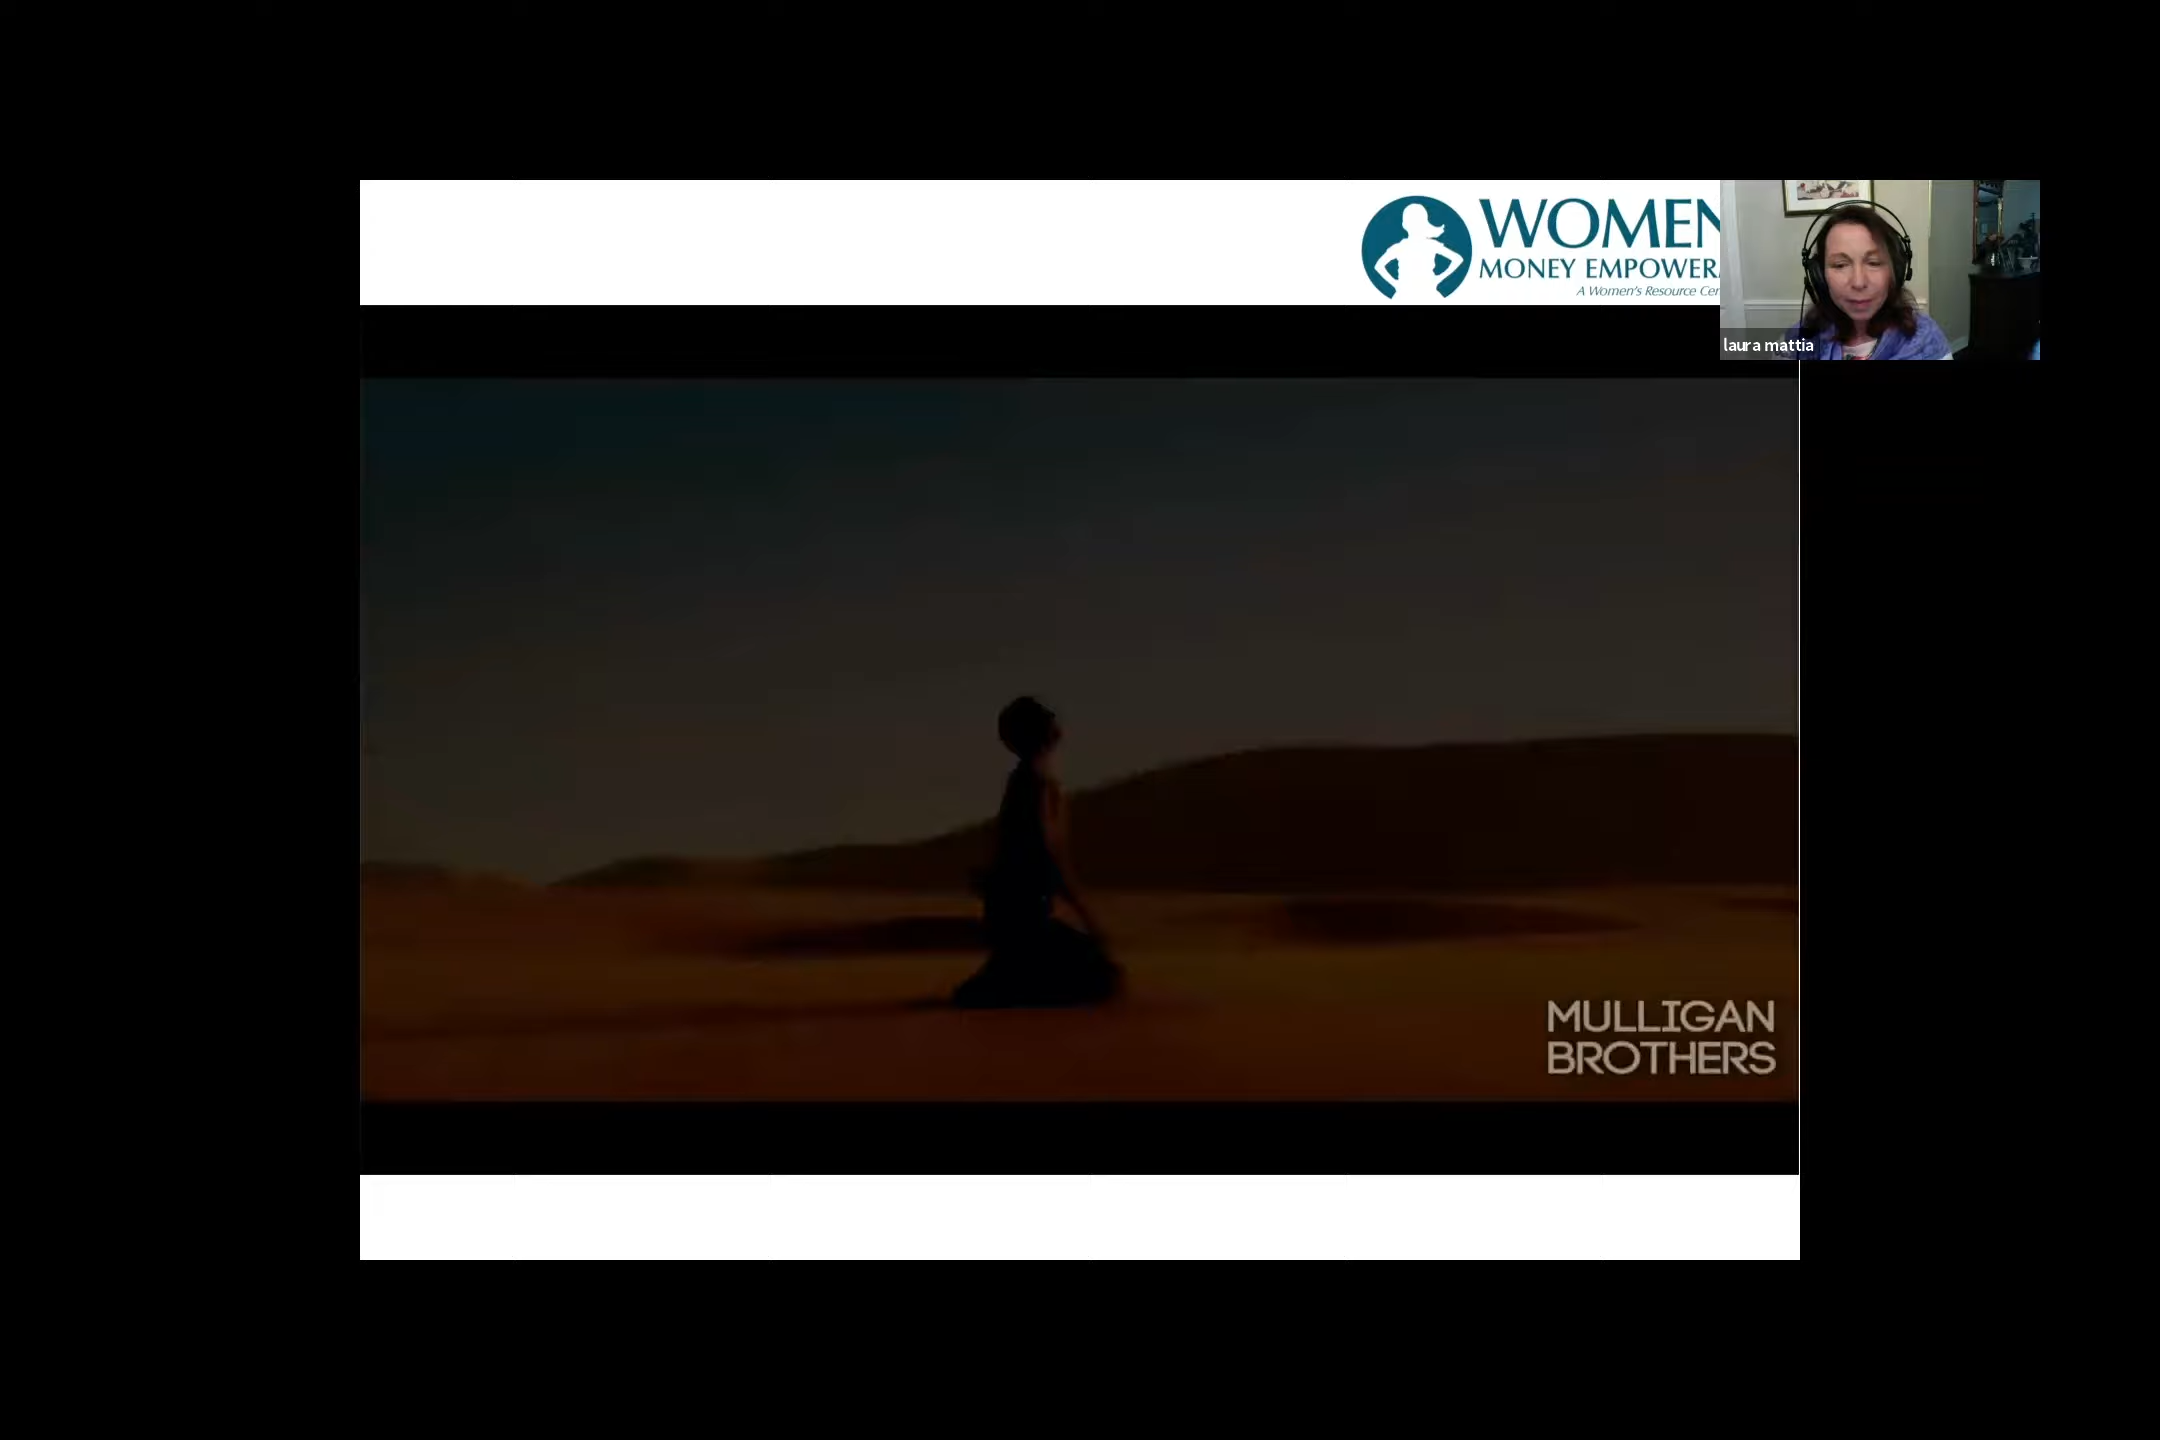 WOMEN
MONEY EMPOWER
A Women's Resource Cen
laura mattia
MULLIGAN
BROTHERS